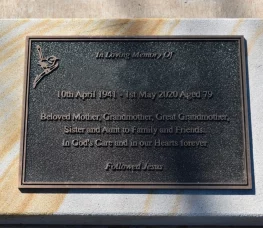 In Loving Memory Of
10th April 1941 - 1st May 2020 Aged 79
Beloved Mother, Grandmother, Great Grandmother,
Sister and Aunt to Family and Friends.
In God's Care and in our Hearts forever
Followed Jesus